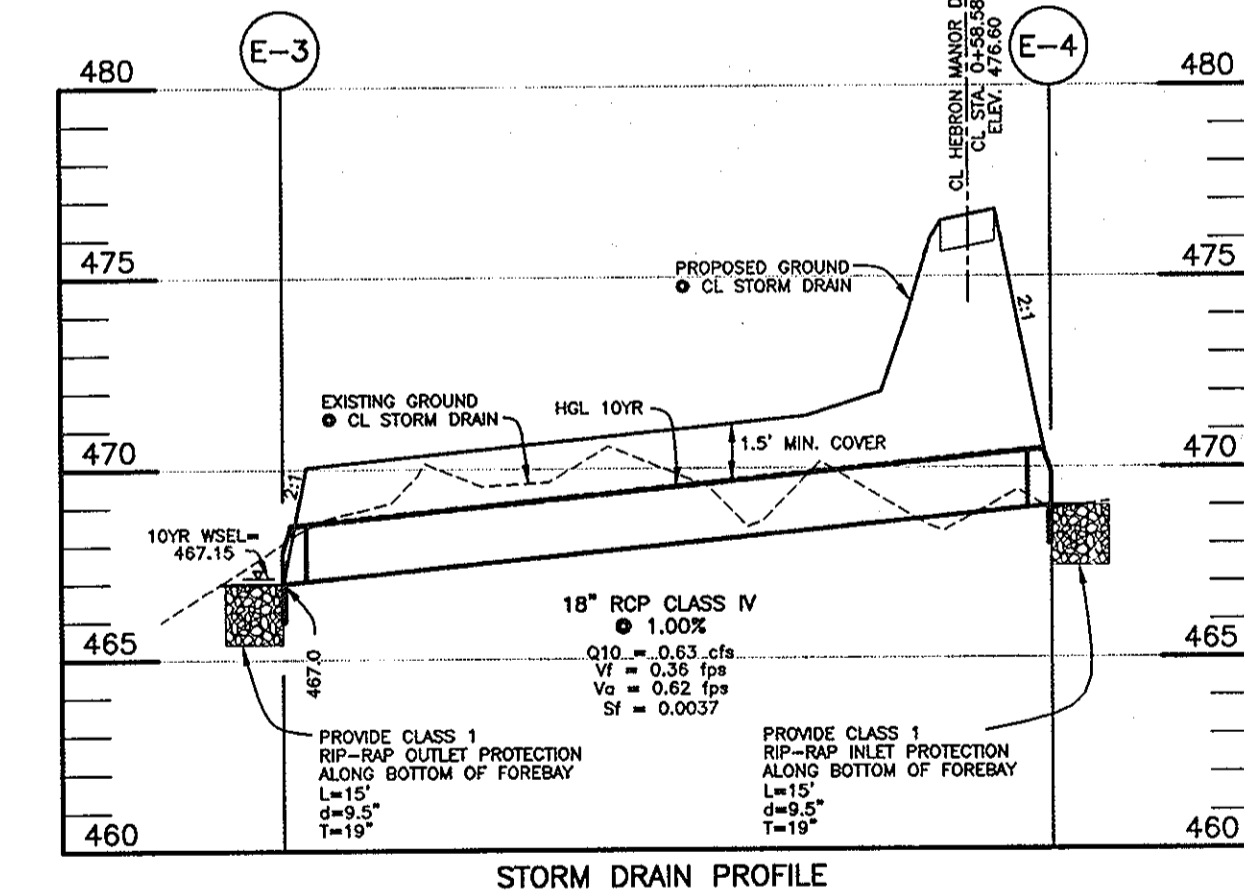 E-3
E-4
CL HEBRON MANOR D
CL STA. 0+58.58
ELEV. 476.60
480
480
475
475
PROPOSED GROUND
@ CL STORM DRAIN
2:1
EXISTING GROUND
@ CL STORM DRAIN
HGL 10YR
1.5' MIN. COVER
470
470
2:1
10YR WSEL=
467.15
467.0
18" RCP CLASS IV
@ 1.00%
Q10 = 0.63 cfs
Vf = 0.36 fps
Va = 0.62 fps
Sf = 0.0037
465
465
PROVIDE CLASS 1
RIP-RAP OUTLET PROTECTION
ALONG BOTTOM OF FOREBAY
L=15'
d=9.5"
T=19"
PROVIDE CLASS 1
RIP-RAP INLET PROTECTION
ALONG BOTTOM OF FOREBAY
L=15'
d=9.5"
T=19"
460
460
STORM DRAIN PROFILE